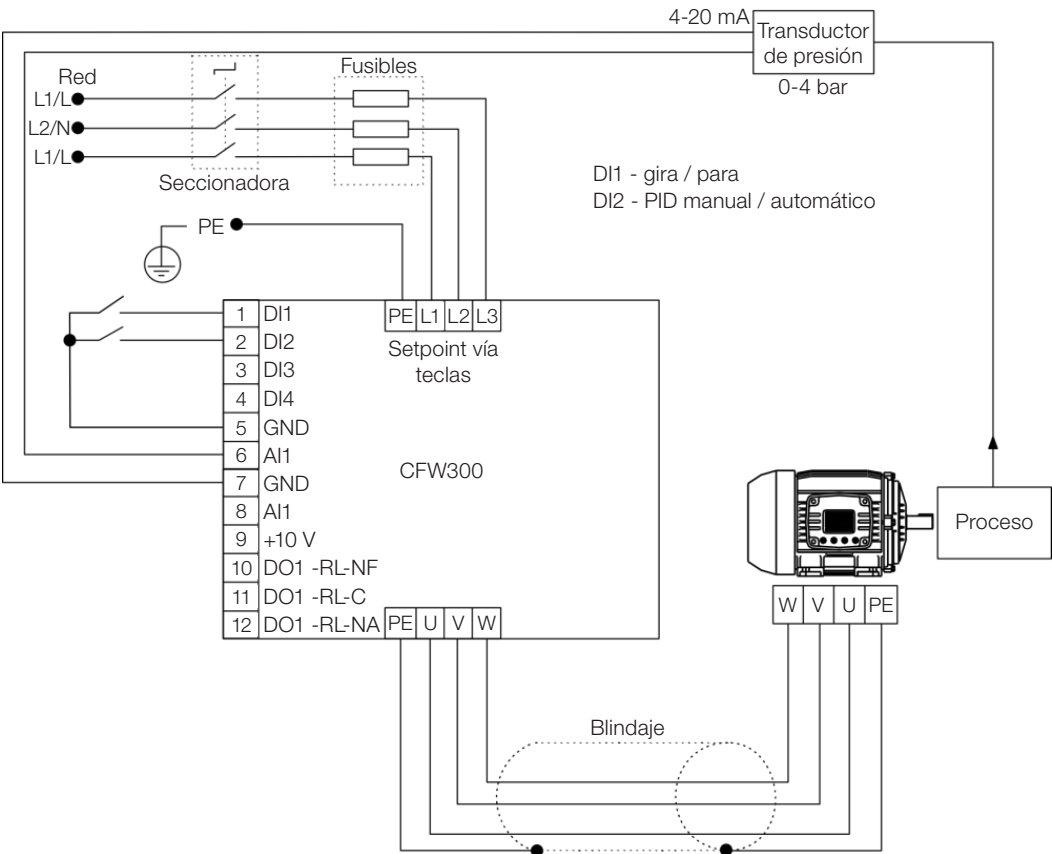 4-20 mA
Transductor
de presión
0-4 bar
Red
Fusibles
L1/L
L2/N
L1/L
Seccionadora
DI1 - gira / para
DI2 - PID manual / automático
PE
PE L1 L2 L3
Setpoint vía
teclas
1 DI1
2 DI2
3 DI3
4 DI4
5 GND
6 AI1
7 GND
8 AI1
9 +10 V
10 DO1 -RL-NF
11 DO1 -RL-C
12 DO1 -RL-NA
CFW300
PE U V W
Proceso
W V U PE
Blindaje